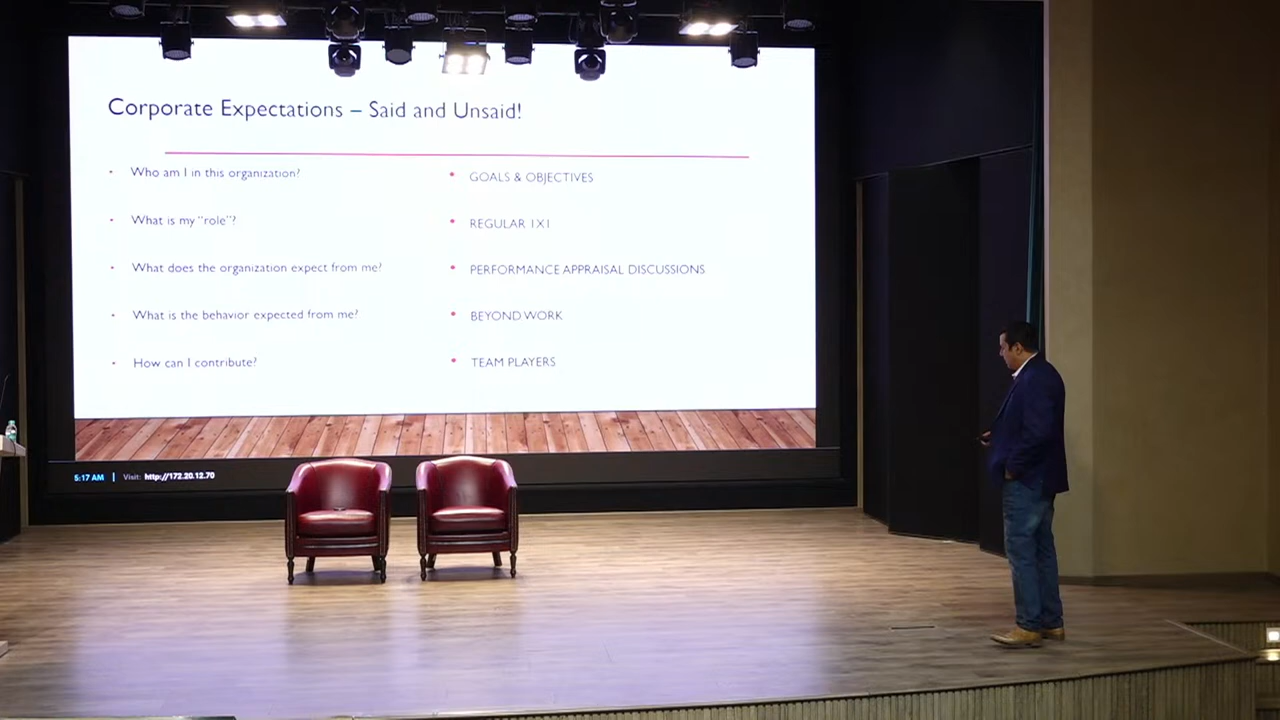 Corporate Expectations – Said and Unsaid!
Who am I in this organization?
What is my "role"?
What does the organization expect from me?
What is the behavior expected from me?
How can I contribute?
GOALS & OBJECTIVES
REGULAR 1X1
PERFORMANCE APPRAISAL DISCUSSIONS
BEYOND WORK
TEAM PLAYERS
5:17 AM | Visit: http://172.20.12.70